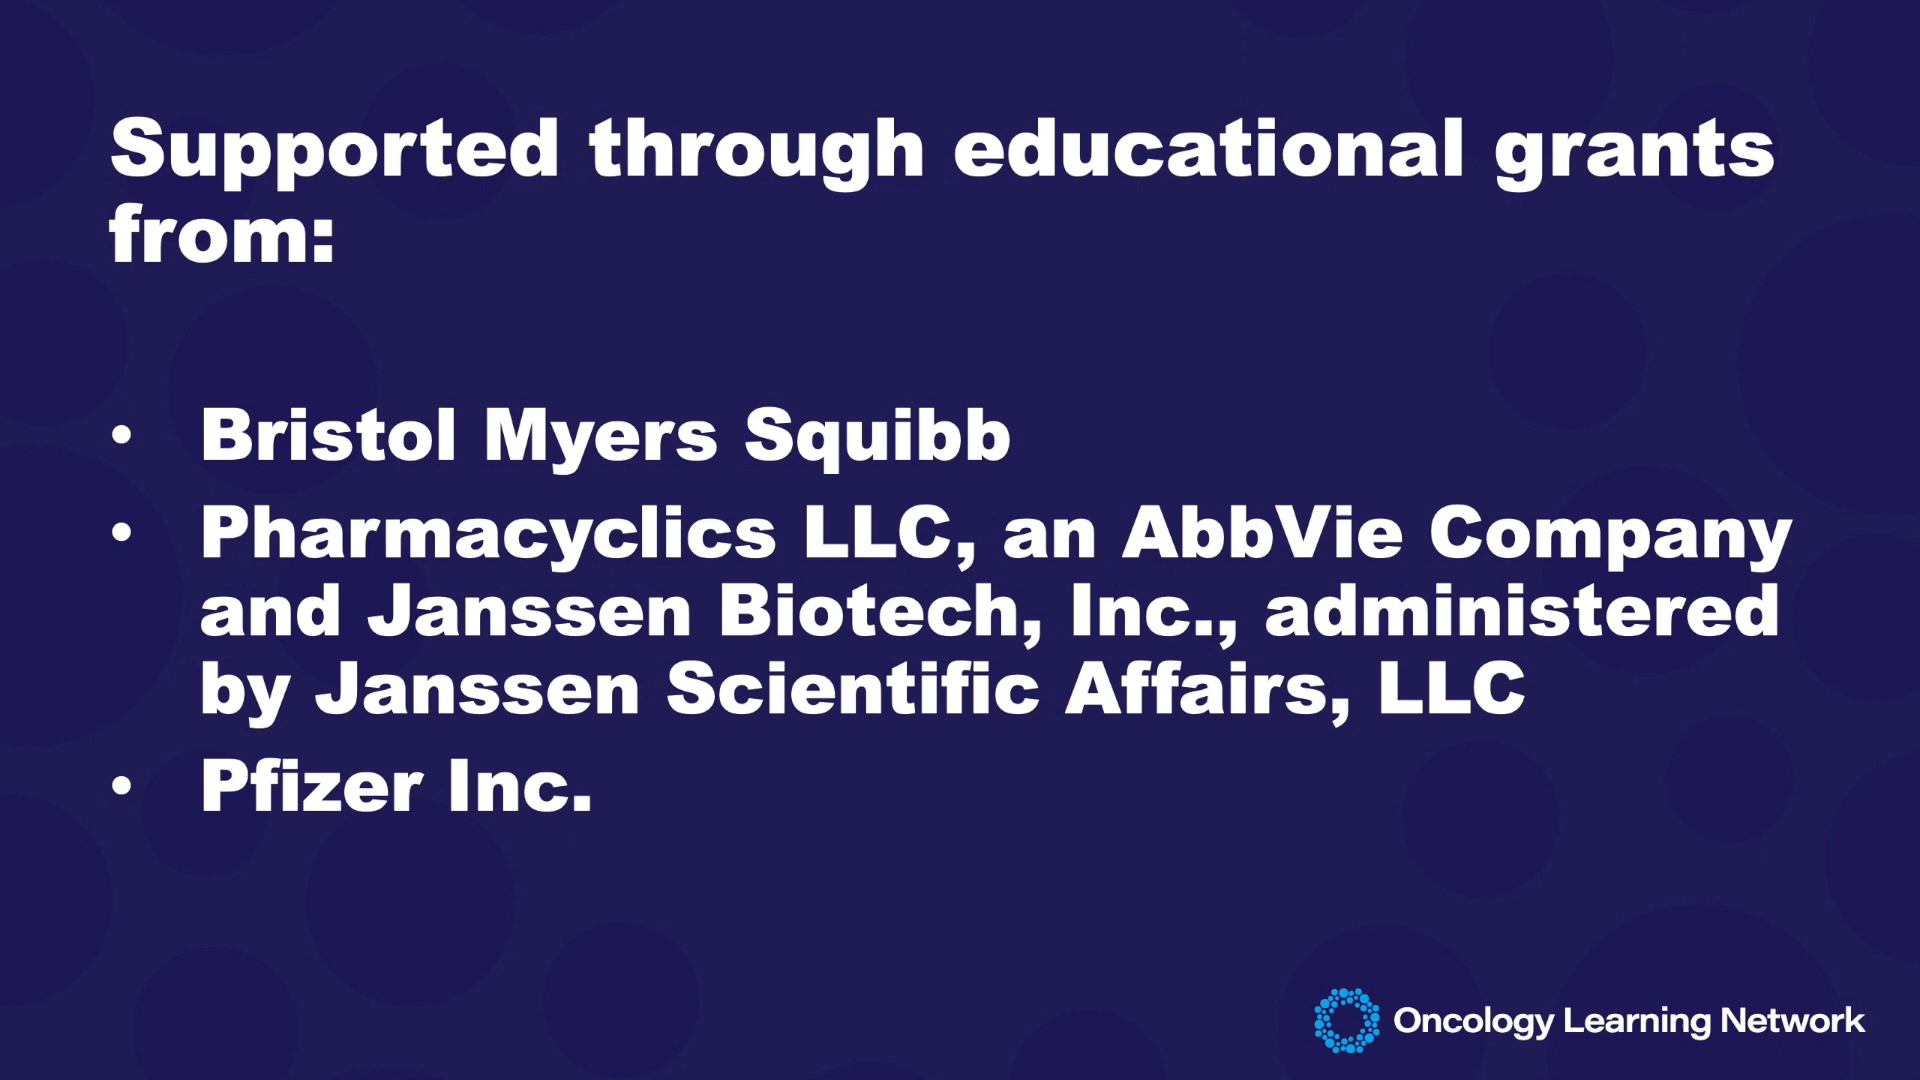 Supported through educational grants
from:
• Bristol Myers Squibb
• Pharmacyclics LLC, an AbbVie Company
and Janssen Biotech, Inc., administered
by Janssen Scientific Affairs, LLC
• Pfizer Inc.
Oncology Learning Network